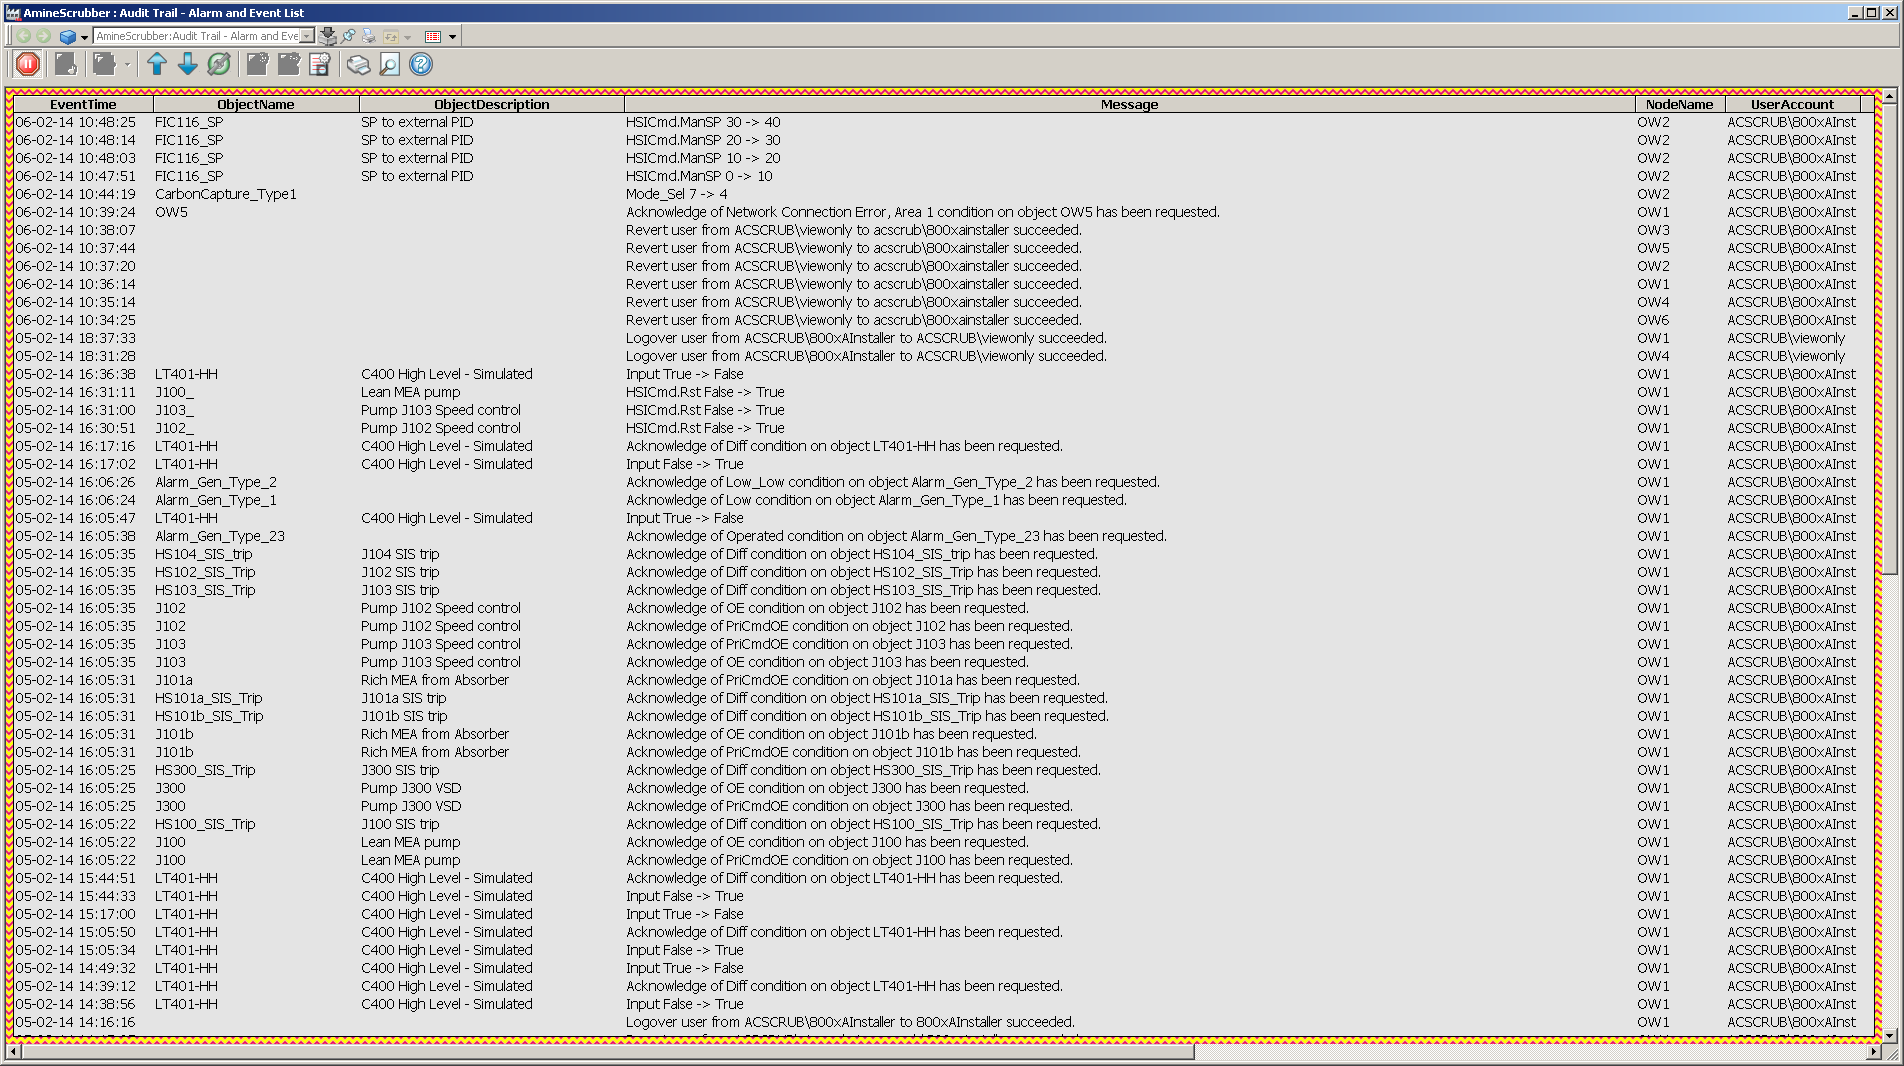 AmineScrubber : Audit Trail - Alarm and Event List
AmineScrubber:Audit Trail - Alarm and Eve
EventTime ObjectName ObjectDescription Message NodeName UserAccount
06-02-14 10:48:25 FIC116_SP SP to external PID HSICmd.ManSP 30 -> 40 OW2 ACSCRUB\800xAInst
06-02-14 10:48:14 FIC116_SP SP to external PID HSICmd.ManSP 20 -> 30 OW2 ACSCRUB\800xAInst
06-02-14 10:48:03 FIC116_SP SP to external PID HSICmd.ManSP 10 -> 20 OW2 ACSCRUB\800xAInst
06-02-14 10:47:51 FIC116_SP SP to external PID HSICmd.ManSP 0 -> 10 OW2 ACSCRUB\800xAInst
06-02-14 10:44:19 CarbonCapture_Type1 Mode_Sel 7 -> 4 OW2 ACSCRUB\800xAInst
06-02-14 10:39:24 OW5 Acknowledge of Network Connection Error, Area 1 condition on object OW5 has been requested. OW1 ACSCRUB\800xAInst
06-02-14 10:38:07 Revert user from ACSCRUB\viewonly to acscrub\800xainstaller succeeded. OW3 ACSCRUB\800xAInst
06-02-14 10:37:44 Revert user from ACSCRUB\viewonly to acscrub\800xainstaller succeeded. OW5 ACSCRUB\800xAInst
06-02-14 10:37:20 Revert user from ACSCRUB\viewonly to acscrub\800xainstaller succeeded. OW2 ACSCRUB\800xAInst
06-02-14 10:36:14 Revert user from ACSCRUB\viewonly to acscrub\800xainstaller succeeded. OW1 ACSCRUB\800xAInst
06-02-14 10:35:14 Revert user from ACSCRUB\viewonly to acscrub\800xainstaller succeeded. OW4 ACSCRUB\800xAInst
06-02-14 10:34:25 Revert user from ACSCRUB\viewonly to acscrub\800xainstaller succeeded. OW6 ACSCRUB\800xAInst
05-02-14 18:37:33 Logover user from ACSCRUB\800xAInstaller to ACSCRUB\viewonly succeeded. OW1 ACSCRUB\viewonly
05-02-14 18:31:28 Logover user from ACSCRUB\800xAInstaller to ACSCRUB\viewonly succeeded. OW4 ACSCRUB\viewonly
05-02-14 16:36:38 LT401-HH C400 High Level - Simulated Input True -> False OW1 ACSCRUB\800xAInst
05-02-14 16:31:11 J100_ Lean MEA pump HSICmd.Rst False -> True OW1 ACSCRUB\800xAInst
05-02-14 16:31:00 J103_ Pump J103 Speed control HSICmd.Rst False -> True OW1 ACSCRUB\800xAInst
05-02-14 16:30:51 J102_ Pump J102 Speed control HSICmd.Rst False -> True OW1 ACSCRUB\800xAInst
05-02-14 16:17:16 LT401-HH C400 High Level - Simulated Acknowledge of Diff condition on object LT401-HH has been requested. OW1 ACSCRUB\800xAInst
05-02-14 16:17:02 LT401-HH C400 High Level - Simulated Input False -> True OW1 ACSCRUB\800xAInst
05-02-14 16:06:26 Alarm_Gen_Type_2 Acknowledge of Low_Low condition on object Alarm_Gen_Type_2 has been requested. OW1 ACSCRUB\800xAInst
05-02-14 16:06:24 Alarm_Gen_Type_1 Acknowledge of Low condition on object Alarm_Gen_Type_1 has been requested. OW1 ACSCRUB\800xAInst
05-02-14 16:05:47 LT401-HH C400 High Level - Simulated Input True -> False OW1 ACSCRUB\800xAInst
05-02-14 16:05:38 Alarm_Gen_Type_23 Acknowledge of Operated condition on object Alarm_Gen_Type_23 has been requested. OW1 ACSCRUB\800xAInst
05-02-14 16:05:35 HS104_SIS_trip J104 SIS trip Acknowledge of Diff condition on object HS104_SIS_trip has been requested. OW1 ACSCRUB\800xAInst
05-02-14 16:05:35 HS102_SIS_Trip J102 SIS trip Acknowledge of Diff condition on object HS102_SIS_Trip has been requested. OW1 ACSCRUB\800xAInst
05-02-14 16:05:35 HS103_SIS_Trip J103 SIS trip Acknowledge of Diff condition on object HS103_SIS_Trip has been requested. OW1 ACSCRUB\800xAInst
05-02-14 16:05:35 J102 Pump J102 Speed control Acknowledge of OE condition on object J102 has been requested. OW1 ACSCRUB\800xAInst
05-02-14 16:05:35 J102 Pump J102 Speed control Acknowledge of PriCmdOE condition on object J102 has been requested. OW1 ACSCRUB\800xAInst
05-02-14 16:05:35 J103 Pump J103 Speed control Acknowledge of PriCmdOE condition on object J103 has been requested. OW1 ACSCRUB\800xAInst
05-02-14 16:05:35 J103 Pump J103 Speed control Acknowledge of OE condition on object J103 has been requested. OW1 ACSCRUB\800xAInst
05-02-14 16:05:31 J101a Rich MEA from Absorber Acknowledge of PriCmdOE condition on object J101a has been requested. OW1 ACSCRUB\800xAInst
05-02-14 16:05:31 HS101a_SIS_Trip J101a SIS trip Acknowledge of Diff condition on object HS101a_SIS_Trip has been requested. OW1 ACSCRUB\800xAInst
05-02-14 16:05:31 HS101b_SIS_Trip J101b SIS trip Acknowledge of Diff condition on object HS101b_SIS_Trip has been requested. OW1 ACSCRUB\800xAInst
05-02-14 16:05:31 J101b Rich MEA from Absorber Acknowledge of OE condition on object J101b has been requested. OW1 ACSCRUB\800xAInst
05-02-14 16:05:31 J101b Rich MEA from Absorber Acknowledge of PriCmdOE condition on object J101b has been requested. OW1 ACSCRUB\800xAInst
05-02-14 16:05:25 HS300_SIS_Trip J300 SIS trip Acknowledge of Diff condition on object HS300_SIS_Trip has been requested. OW1 ACSCRUB\800xAInst
05-02-14 16:05:25 J300 Pump J300 VSD Acknowledge of OE condition on object J300 has been requested. OW1 ACSCRUB\800xAInst
05-02-14 16:05:25 J300 Pump J300 VSD Acknowledge of PriCmdOE condition on object J300 has been requested. OW1 ACSCRUB\800xAInst
05-02-14 16:05:22 HS100_SIS_Trip J100 SIS trip Acknowledge of Diff condition on object HS100_SIS_Trip has been requested. OW1 ACSCRUB\800xAInst
05-02-14 16:05:22 J100 Lean MEA pump Acknowledge of OE condition on object J100 has been requested. OW1 ACSCRUB\800xAInst
05-02-14 16:05:22 J100 Lean MEA pump Acknowledge of PriCmdOE condition on object J100 has been requested. OW1 ACSCRUB\800xAInst
05-02-14 15:44:51 LT401-HH C400 High Level - Simulated Acknowledge of Diff condition on object LT401-HH has been requested. OW1 ACSCRUB\800xAInst
05-02-14 15:44:33 LT401-HH C400 High Level - Simulated Input False -> True OW1 ACSCRUB\800xAInst
05-02-14 15:17:00 LT401-HH C400 High Level - Simulated Input True -> False OW1 ACSCRUB\800xAInst
05-02-14 15:05:50 LT401-HH C400 High Level - Simulated Acknowledge of Diff condition on object LT401-HH has been requested. OW1 ACSCRUB\800xAInst
05-02-14 15:05:34 LT401-HH C400 High Level - Simulated Input False -> True OW1 ACSCRUB\800xAInst
05-02-14 14:49:32 LT401-HH C400 High Level - Simulated Input True -> False OW1 ACSCRUB\800xAInst
05-02-14 14:39:12 LT401-HH C400 High Level - Simulated Acknowledge of Diff condition on object LT401-HH has been requested. OW1 ACSCRUB\800xAInst
05-02-14 14:38:56 LT401-HH C400 High Level - Simulated Input False -> True OW1 ACSCRUB\800xAInst
05-02-14 14:16:16 Logover user from ACSCRUB\800xAInstaller to 800xAInstaller succeeded. OW1 ACSCRUB\800xAInst